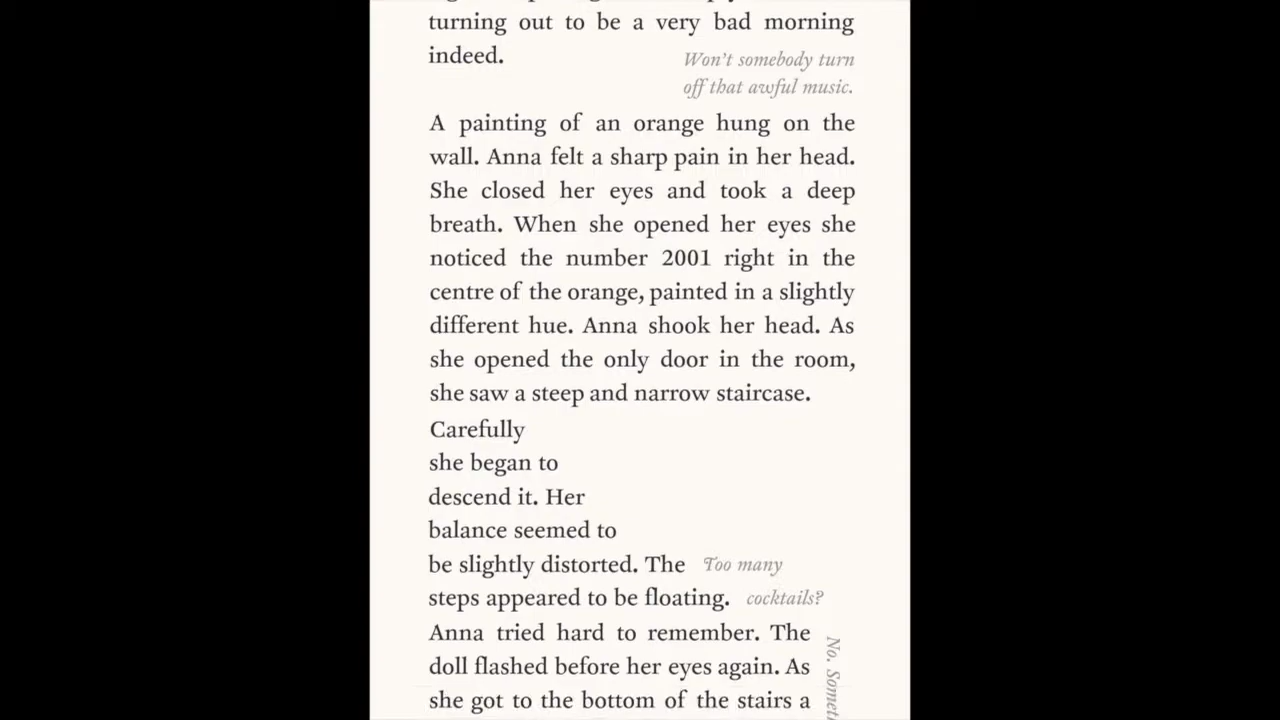 turning out to be a very bad morning
indeed.
Won't somebody turn
off that awful music.
A painting of an orange hung on the
wall. Anna felt a sharp pain in her head.
She closed her eyes and took a deep
breath. When she opened her eyes she
noticed the number 2001 right in the
centre of the orange, painted in a slightly
different hue. Anna shook her head. As
she opened the only door in the room,
she saw a steep and narrow staircase.
Carefully
she began to
descend it. Her
balance seemed to
be slightly distorted. The
Too many
steps appeared to be floating.
cocktails?
Anna tried hard to remember. The
doll flashed before her eyes again. As
she got to the bottom of the stairs a
No.